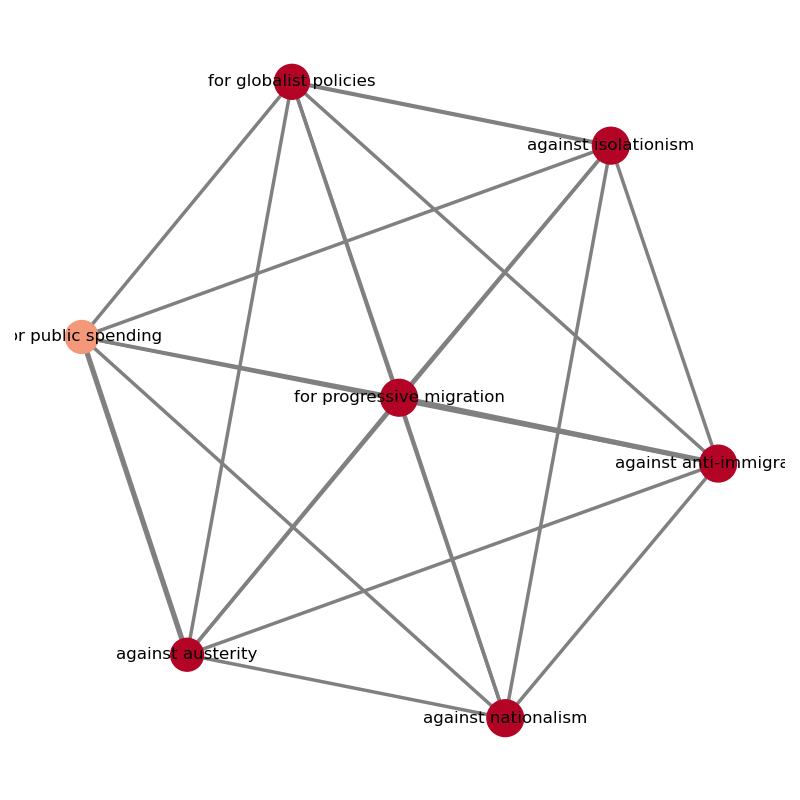 for globalist policies
against isolationism
or public spending
for progressive migration
against anti-immigra
against austerity
against nationalism